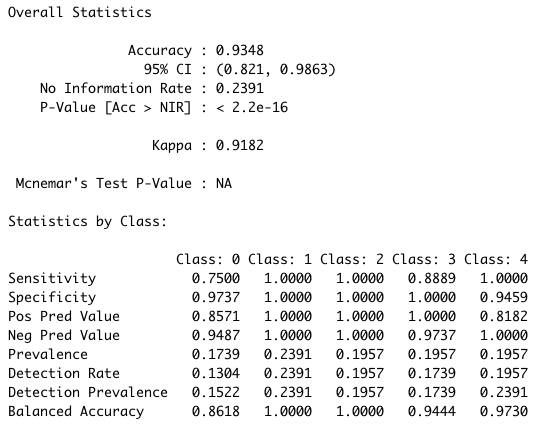 Overall Statistics
Accuracy : 0.9348
95% CI : (0.821, 0.9863)
No Information Rate : 0.2391
P-Value [Acc > NIR] : < 2.2e-16
Kappa : 0.9182
Mcnemar's Test P-Value : NA
Statistics by Class:
Class: 0 Class: 1 Class: 2 Class: 3 Class: 4
Sensitivity 0.7500 1.0000 1.0000 0.8889 1.0000
Specificity 0.9737 1.0000 1.0000 1.0000 0.9459
Pos Pred Value 0.8571 1.0000 1.0000 1.0000 0.8182
Neg Pred Value 0.9487 1.0000 1.0000 0.9737 1.0000
Prevalence 0.1739 0.2391 0.1957 0.1957 0.1957
Detection Rate 0.1304 0.2391 0.1957 0.1739 0.1957
Detection Prevalence 0.1522 0.2391 0.1957 0.1739 0.2391
Balanced Accuracy 0.8618 1.0000 1.0000 0.9444 0.9730